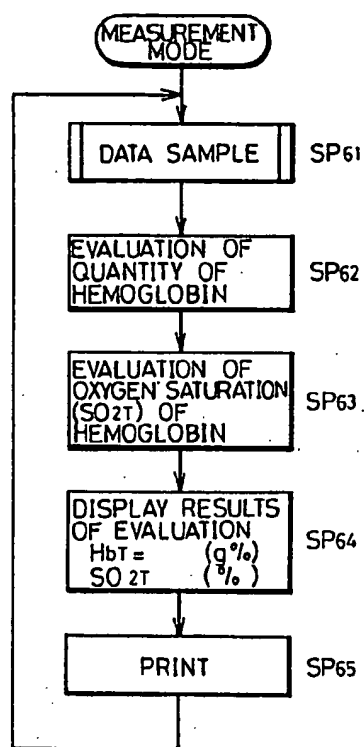 MEASUREMENT
MODE
DATA SAMPLE
SP61
EVALUATION OF
QUANTITY OF
HEMOGLOBIN
SP62
EVALUATION OF
OXYGEN SATURATION
(SO2T) OF
HEMOGLOBIN
SP63
DISPLAY RESULTS
OF EVALUATION
HbT= (g%)
SO2T (%)
SP64
PRINT
SP65